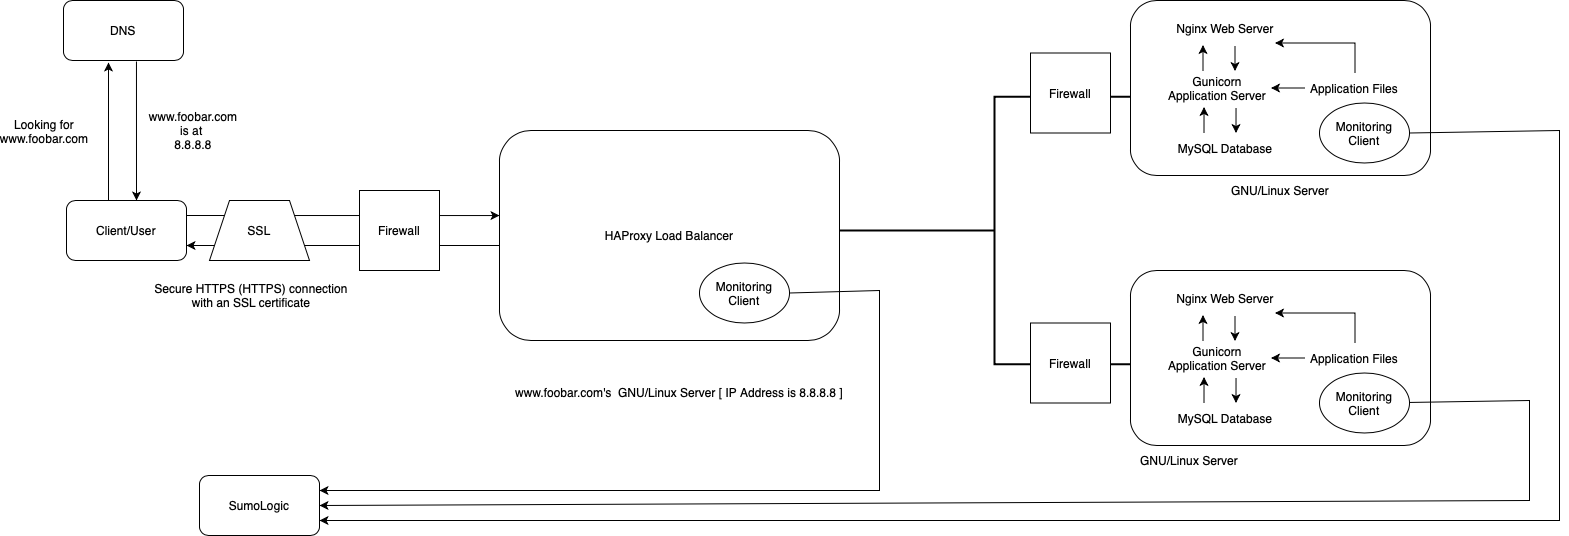 DNS
Looking for
www.foobar.com
www.foobar.com
is at
8.8.8.8
Client/User
SSL
Firewall
Secure HTTPS (HTTPS) connection
with an SSL certificate
HAProxy Load Balancer
Monitoring
Client
www.foobar.com's GNU/Linux Server [ IP Address is 8.8.8.8 ]
Firewall
Nginx Web Server
Gunicorn
Application Server
Application Files
MySQL Database
Monitoring
Client
GNU/Linux Server
Firewall
Nginx Web Server
Gunicorn
Application Server
Application Files
MySQL Database
Monitoring
Client
GNU/Linux Server
SumoLogic